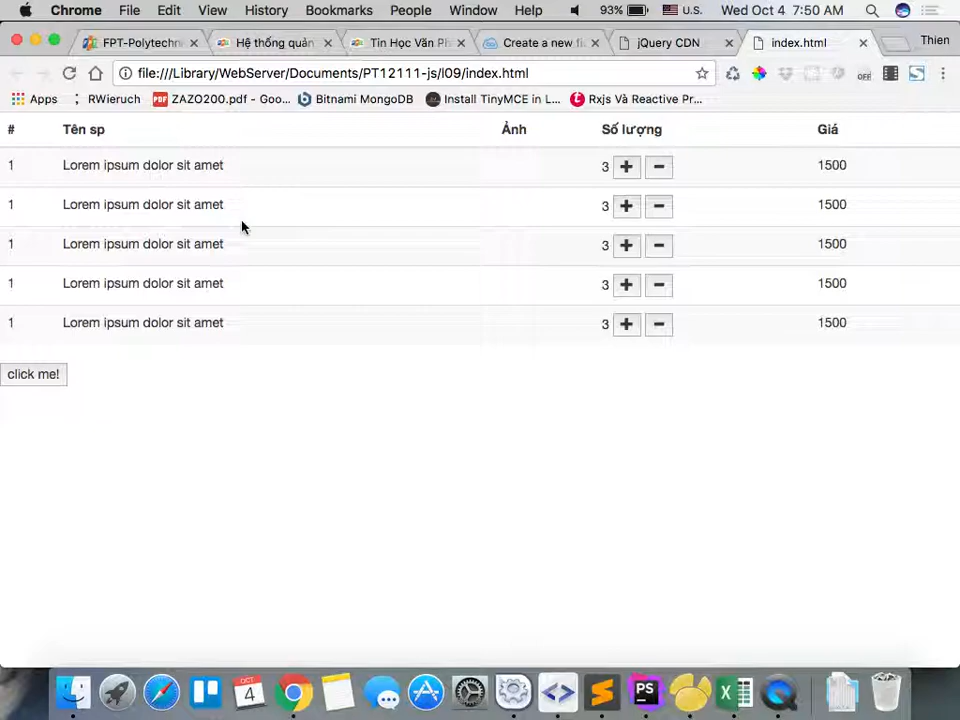 Chrome File Edit View History Bookmarks People Window Help 93% U.S. Wed Oct 4 7:50 AM
FPT-Polytechn Hệ thống quản Tin Học Văn Ph Create a new fi jQuery CDN index.html Thien
file:///Library/WebServer/Documents/PT12111-js/l09/index.html OFF
Apps RWieruch PDF ZAZO200.pdf - Goo... Bitnami MongoDB Install TinyMCE in L... t Rxjs Và Reactive Pr...
# Tên sp Ảnh Số lượng Giá
1 Lorem ipsum dolor sit amet 3 + − 1500
1 Lorem ipsum dolor sit amet 3 + − 1500
1 Lorem ipsum dolor sit amet 3 + − 1500
1 Lorem ipsum dolor sit amet 3 + − 1500
1 Lorem ipsum dolor sit amet 3 + − 1500
click me!
OCT
4 PS